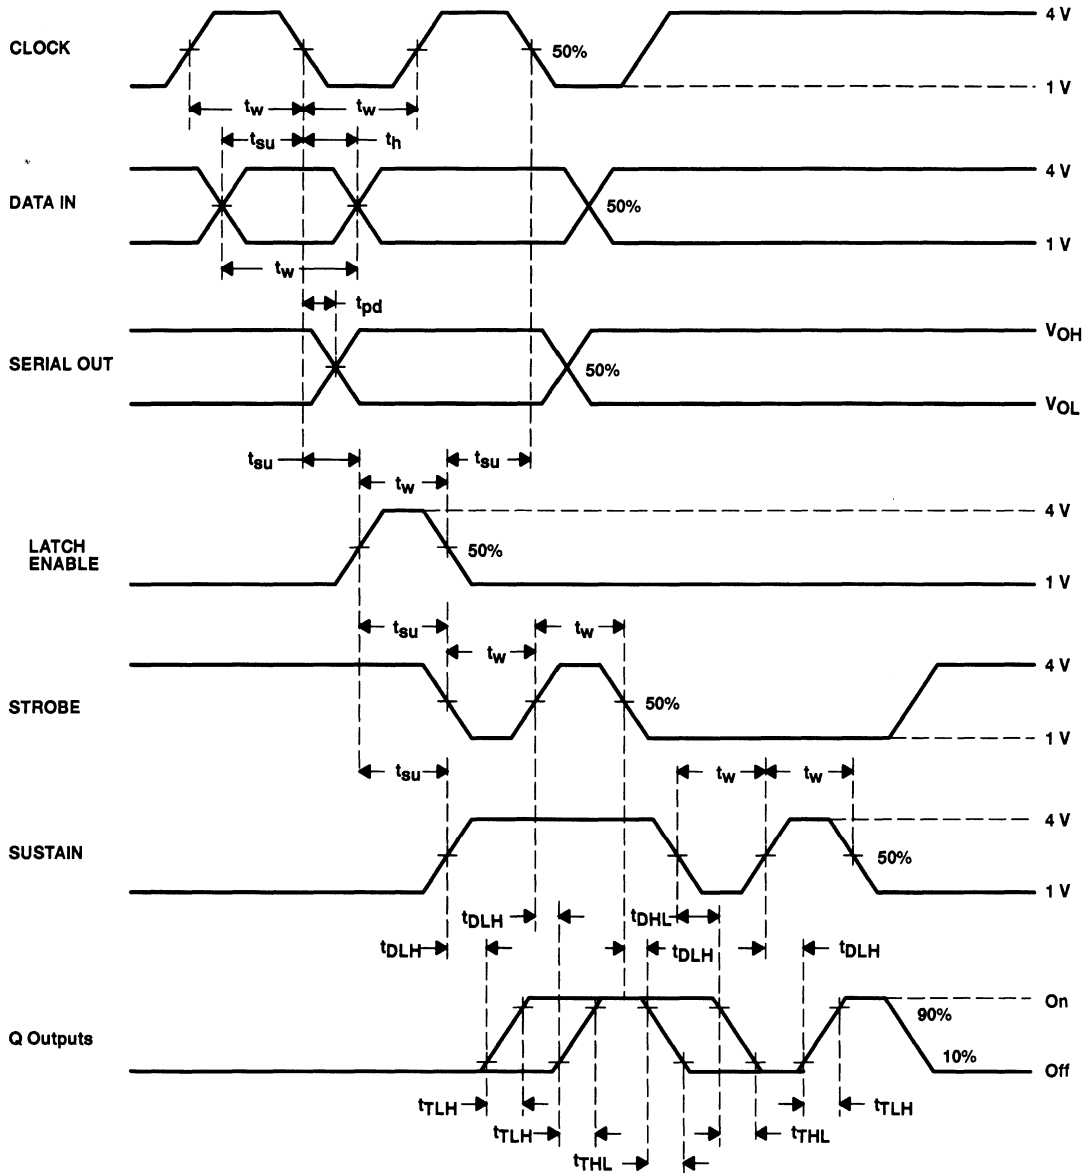 4 V
CLOCK
50%
1 V
tw tw
tsu th
4 V
DATA IN
50%
1 V
tw
tpd
VOH
SERIAL OUT
50%
VOL
tsu tsu
tw
4 V
LATCH
ENABLE
50%
1 V
tsu tw
tw
4 V
STROBE
50%
1 V
tsu tw tw
4 V
SUSTAIN
50%
1 V
tDLH tDHL
tDLH tDLH tDLH
On
90%
Q Outputs
10%
Off
tTLH tTLH
tTLH tTHL
tTHL